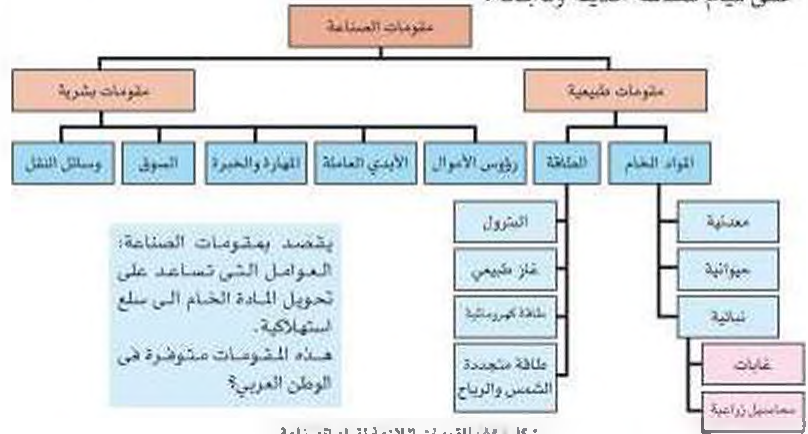 مقومات الصناعة
مقومات طبيعية
مقومات بشرية
المواد الخام
الطاقة
رؤوس الأموال
الأيدي العاملة
المهارة والخبرة
السوق
وسائل النقل
معدنية
حيوانية
نباتية
غابات
محاصيل زراعية
البترول
غاز طبيعي
طاقة كهرومائية
طاقة متجددة
الشمس والرياح
يقصد بمقومات الصناعة:
العوامل التي تساعد على
تحويل المادة الخام الى سلع
استهلاكية.
هذه المقومات متوفرة في
الوطن العربي؟